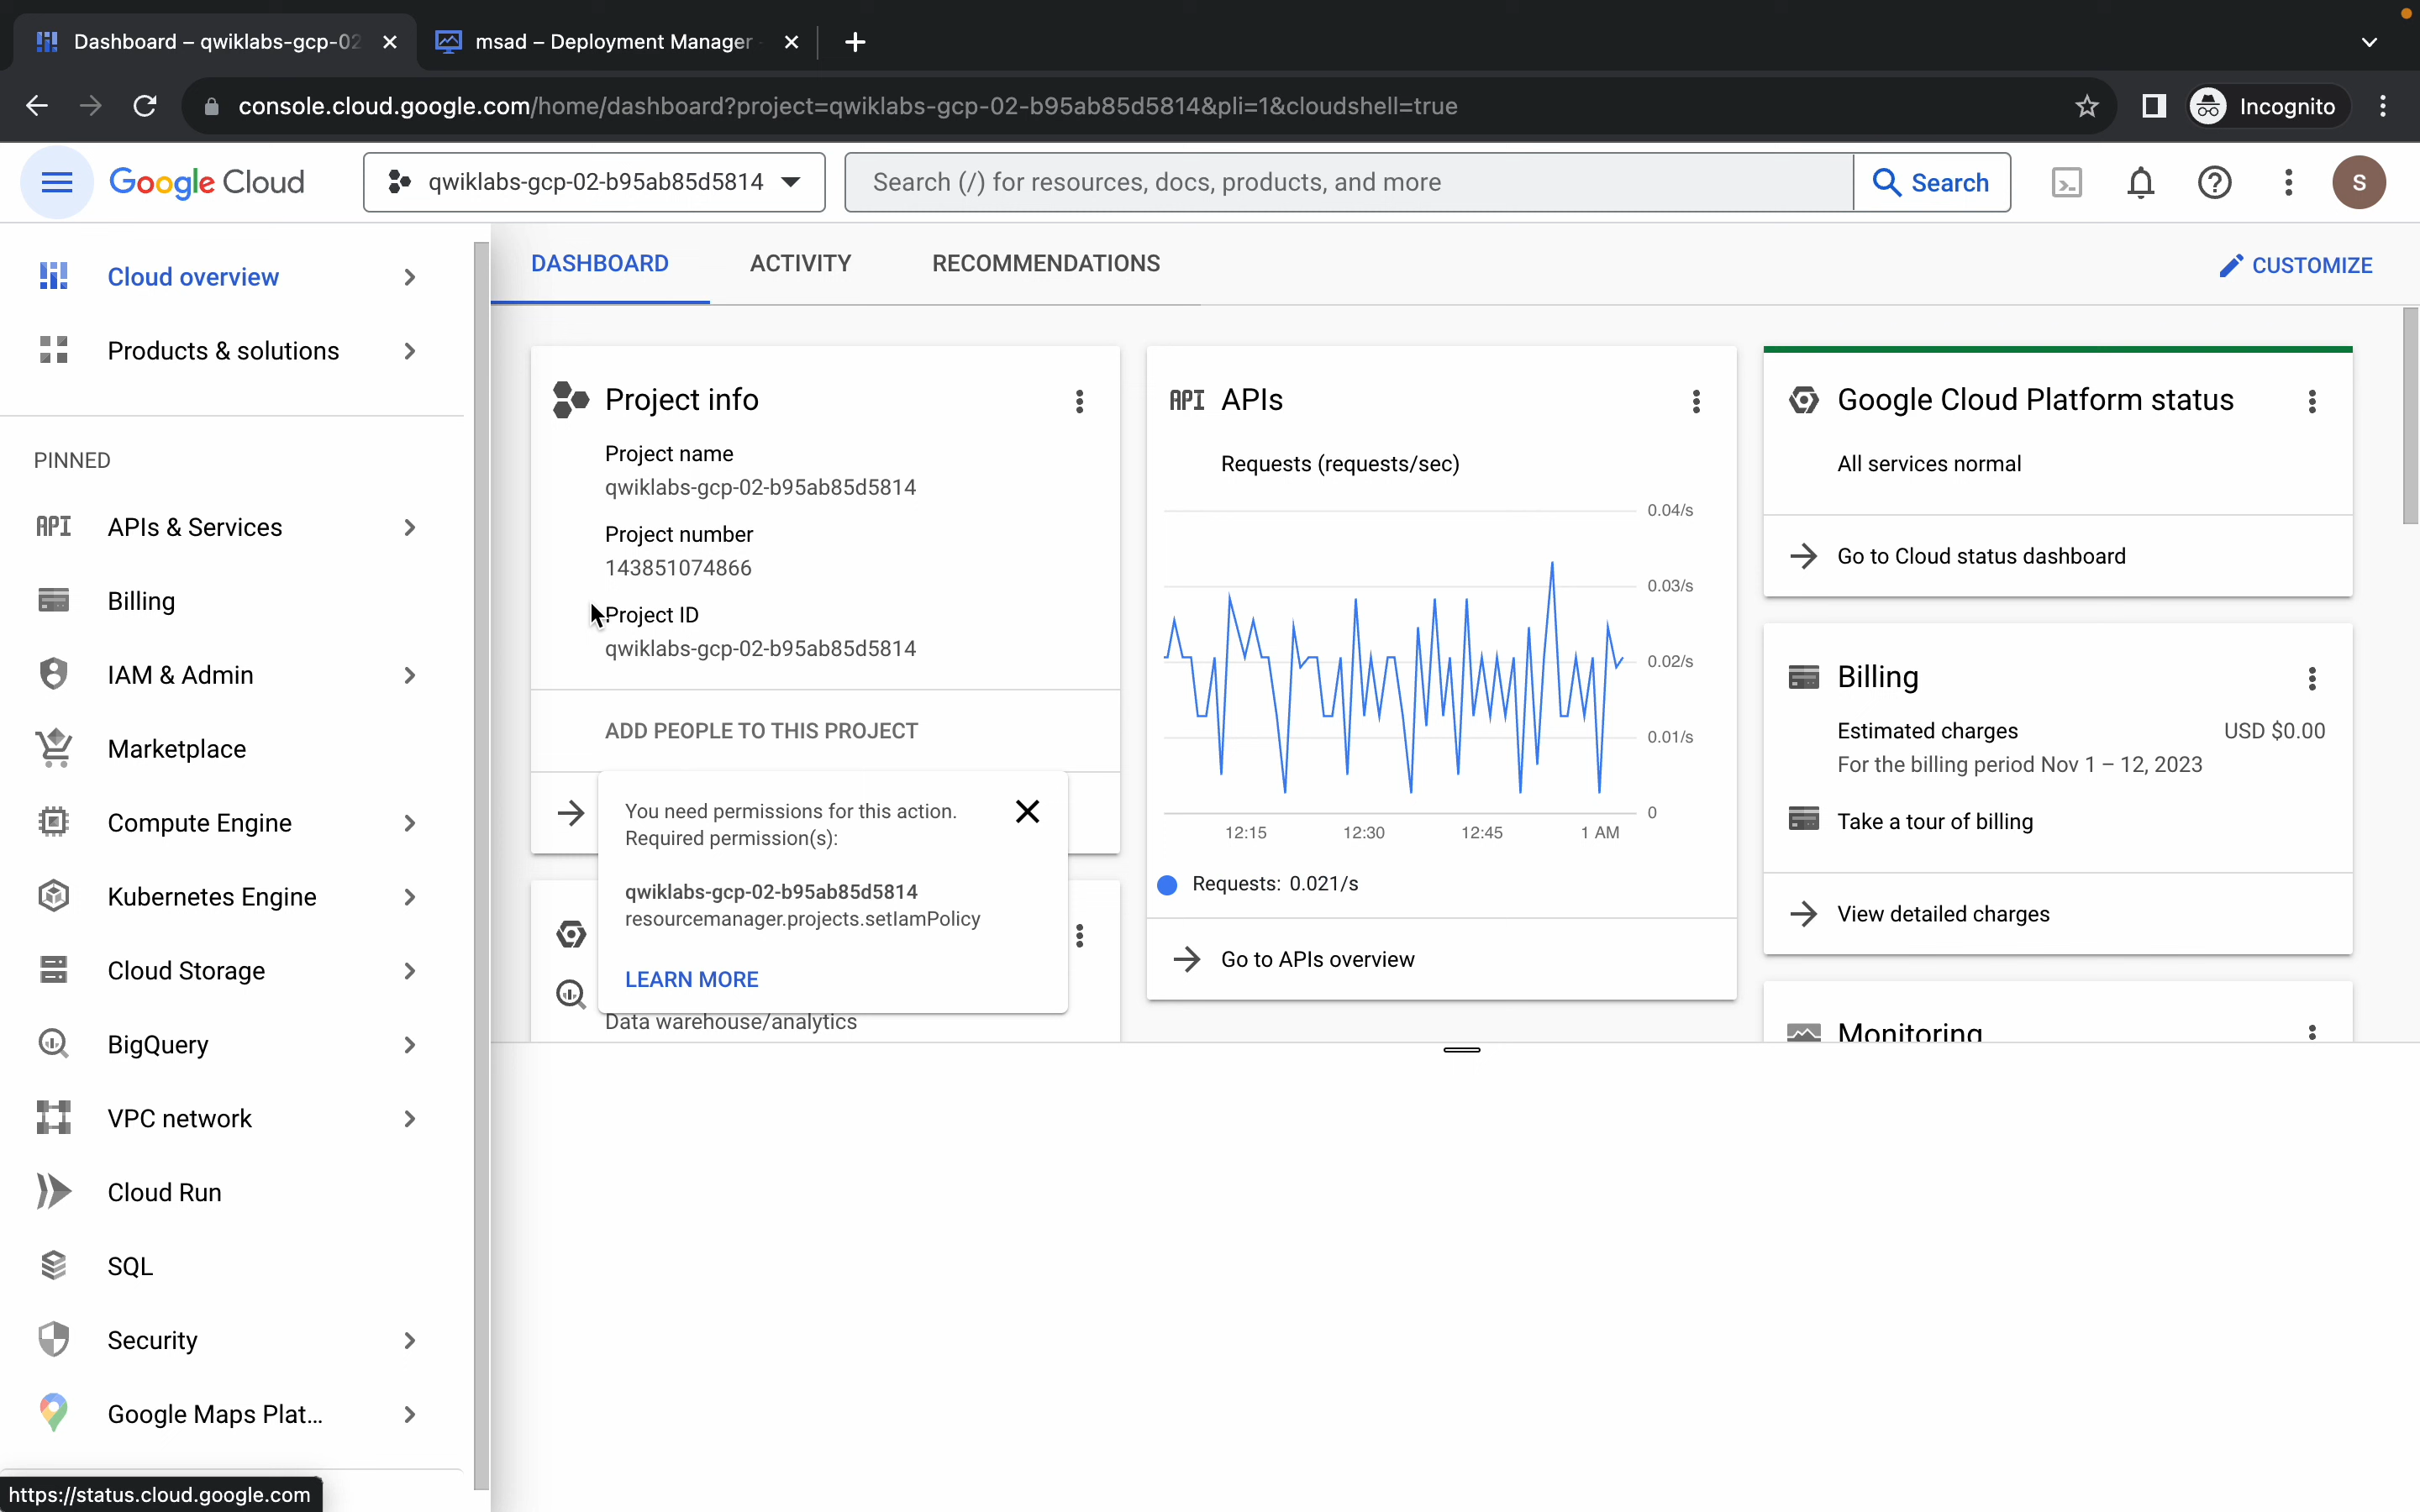 Dashboard – qwiklabs-gcp-02
msad – Deployment Manager
console.cloud.google.com/home/dashboard?project=qwiklabs-gcp-02-b95ab85d5814&pli=1&cloudshell=true
Incognito
Google Cloud
qwiklabs-gcp-02-b95ab85d5814
Search (/) for resources, docs, products, and more
Search
S
Cloud overview
Products & solutions
PINNED
API APIs & Services
Billing
IAM & Admin
Marketplace
Compute Engine
Kubernetes Engine
Cloud Storage
BigQuery
VPC network
Cloud Run
SQL
Security
Google Maps Plat...
https://status.cloud.google.com
DASHBOARD
ACTIVITY
RECOMMENDATIONS
CUSTOMIZE
Project info
Project name
qwiklabs-gcp-02-b95ab85d5814
Project number
143851074866
Project ID
qwiklabs-gcp-02-b95ab85d5814
ADD PEOPLE TO THIS PROJECT
You need permissions for this action.
Required permission(s):
qwiklabs-gcp-02-b95ab85d5814
resourcemanager.projects.setIamPolicy
LEARN MORE
Data warehouse/analytics
API APIs
Requests (requests/sec)
0.04/s
0.03/s
0.02/s
0.01/s
0
12:15
12:30
12:45
1 AM
Requests: 0.021/s
Go to APIs overview
Google Cloud Platform status
All services normal
Go to Cloud status dashboard
Billing
Estimated charges
USD $0.00
For the billing period Nov 1 – 12, 2023
Take a tour of billing
View detailed charges
Monitoring